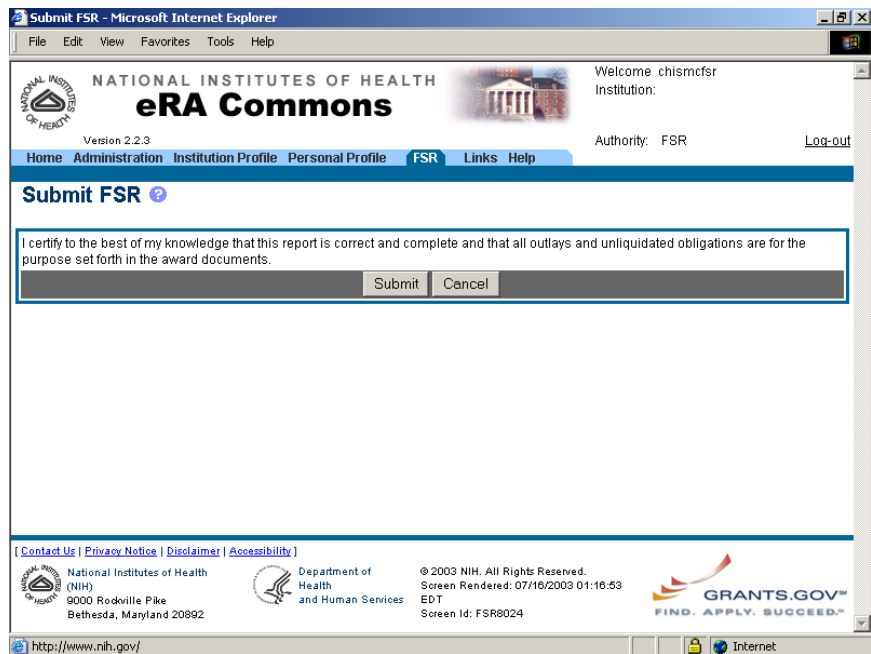 Submit FSR - Microsoft Internet Explorer
File Edit View Favorites Tools Help
NATIONAL INSTITUTES OF HEALTH
eRA Commons
Version 2.2.3
Welcome chismcfsr
Institution:
Authority: FSR
Log-out
Home Administration Institution Profile Personal Profile FSR Links Help
Submit FSR ?
I certify to the best of my knowledge that this report is correct and complete and that all outlays and unliquidated obligations are for the
purpose set forth in the award documents.
Submit Cancel
[ Contact Us | Privacy Notice | Disclaimer | Accessibility ]
NATIONAL INSTITUTES OF HEALTH
National Institutes of Health
(NIH)
9000 Rockville Pike
Bethesda, Maryland 20892
Department of
Health
and Human Services
© 2003 NIH. All Rights Reserved.
Screen Rendered: 07/16/2003 01:16:53
EDT
Screen Id: FSR8024
GRANTS.GOV℠
FIND. APPLY. SUCCEED.℠
http://www.nih.gov/
Internet